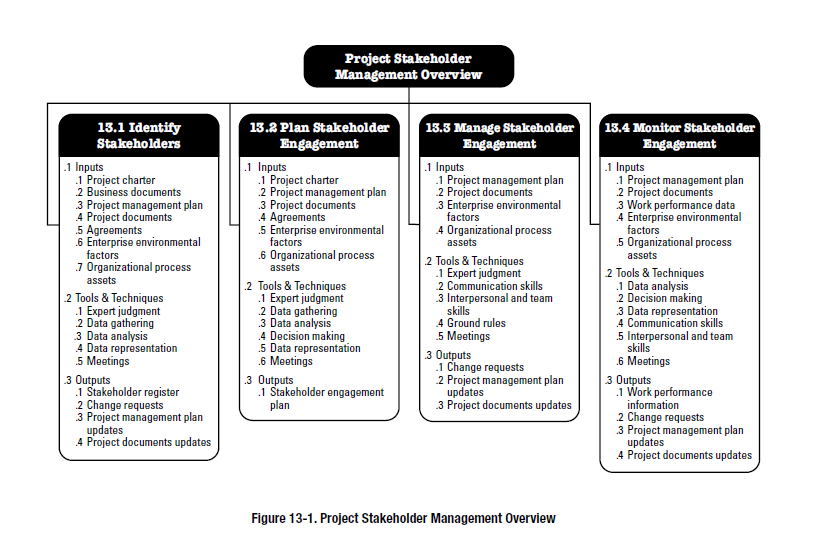 Project Stakeholder
Management Overview
13.1 Identify
Stakeholders
.1 Inputs
.1 Project charter
.2 Business documents
.3 Project management plan
.4 Project documents
.5 Agreements
.6 Enterprise environmental
factors
.7 Organizational process
assets
.2 Tools & Techniques
.1 Expert judgment
.2 Data gathering
.3 Data analysis
.4 Data representation
.5 Meetings
.3 Outputs
.1 Stakeholder register
.2 Change requests
.3 Project management plan
updates
.4 Project documents updates
13.2 Plan Stakeholder
Engagement
.1 Inputs
.1 Project charter
.2 Project management plan
.3 Project documents
.4 Agreements
.5 Enterprise environmental
factors
.6 Organizational process
assets
.2 Tools & Techniques
.1 Expert judgment
.2 Data gathering
.3 Data analysis
.4 Decision making
.5 Data representation
.6 Meetings
.3 Outputs
.1 Stakeholder engagement
plan
13.3 Manage Stakeholder
Engagement
.1 Inputs
.1 Project management plan
.2 Project documents
.3 Enterprise environmental
factors
.4 Organizational process
assets
.2 Tools & Techniques
.1 Expert judgment
.2 Communication skills
.3 Interpersonal and team
skills
.4 Ground rules
.5 Meetings
.3 Outputs
.1 Change requests
.2 Project management plan
updates
.3 Project documents updates
13.4 Monitor Stakeholder
Engagement
.1 Inputs
.1 Project management plan
.2 Project documents
.3 Work performance data
.4 Enterprise environmental
factors
.5 Organizational process
assets
.2 Tools & Techniques
.1 Data analysis
.2 Decision making
.3 Data representation
.4 Communication skills
.5 Interpersonal and team
skills
.6 Meetings
.3 Outputs
.1 Work performance
information
.2 Change requests
.3 Project management plan
updates
.4 Project documents updates
Figure 13-1. Project Stakeholder Management Overview